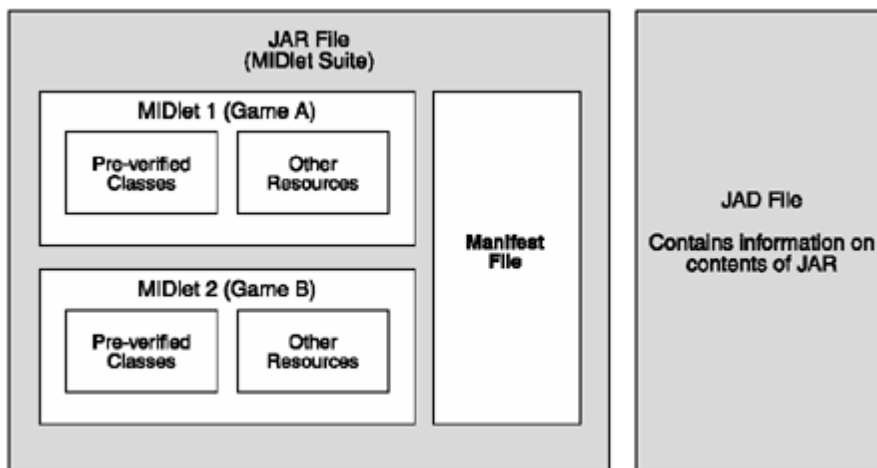 JAR File
(MIDlet Suite)
MIDlet 1 (Game A)
Pre-verified
Classes
Other
Resources
MIDlet 2 (Game B)
Pre-verified
Classes
Other
Resources
Manifest
File
JAD File
Contains information on
contents of JAR